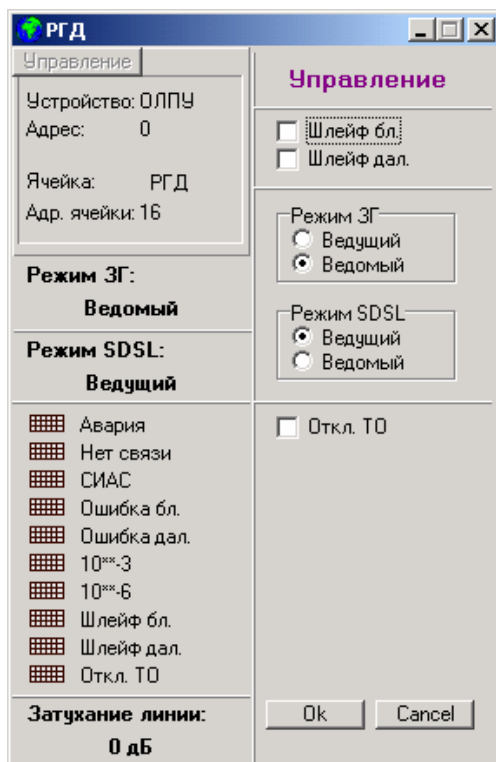 РГД
Управление
Устройство: ОЛПУ
Адрес: 0
Ячейка: РГД
Адр. ячейки: 16
Режим ЗГ:
Ведомый
Режим SDSL:
Ведущий
Авария
Нет связи
СИАС
Ошибка бл.
Ошибка дал.
10**-3
10**-6
Шлейф бл.
Шлейф дал.
Откл. ТО
Затухание линии:
0 дБ
Управление
Шлейф бл.
Шлейф дал.
Режим ЗГ
Ведущий
Ведомый
Режим SDSL
Ведущий
Ведомый
Откл. ТО
Ok Cancel